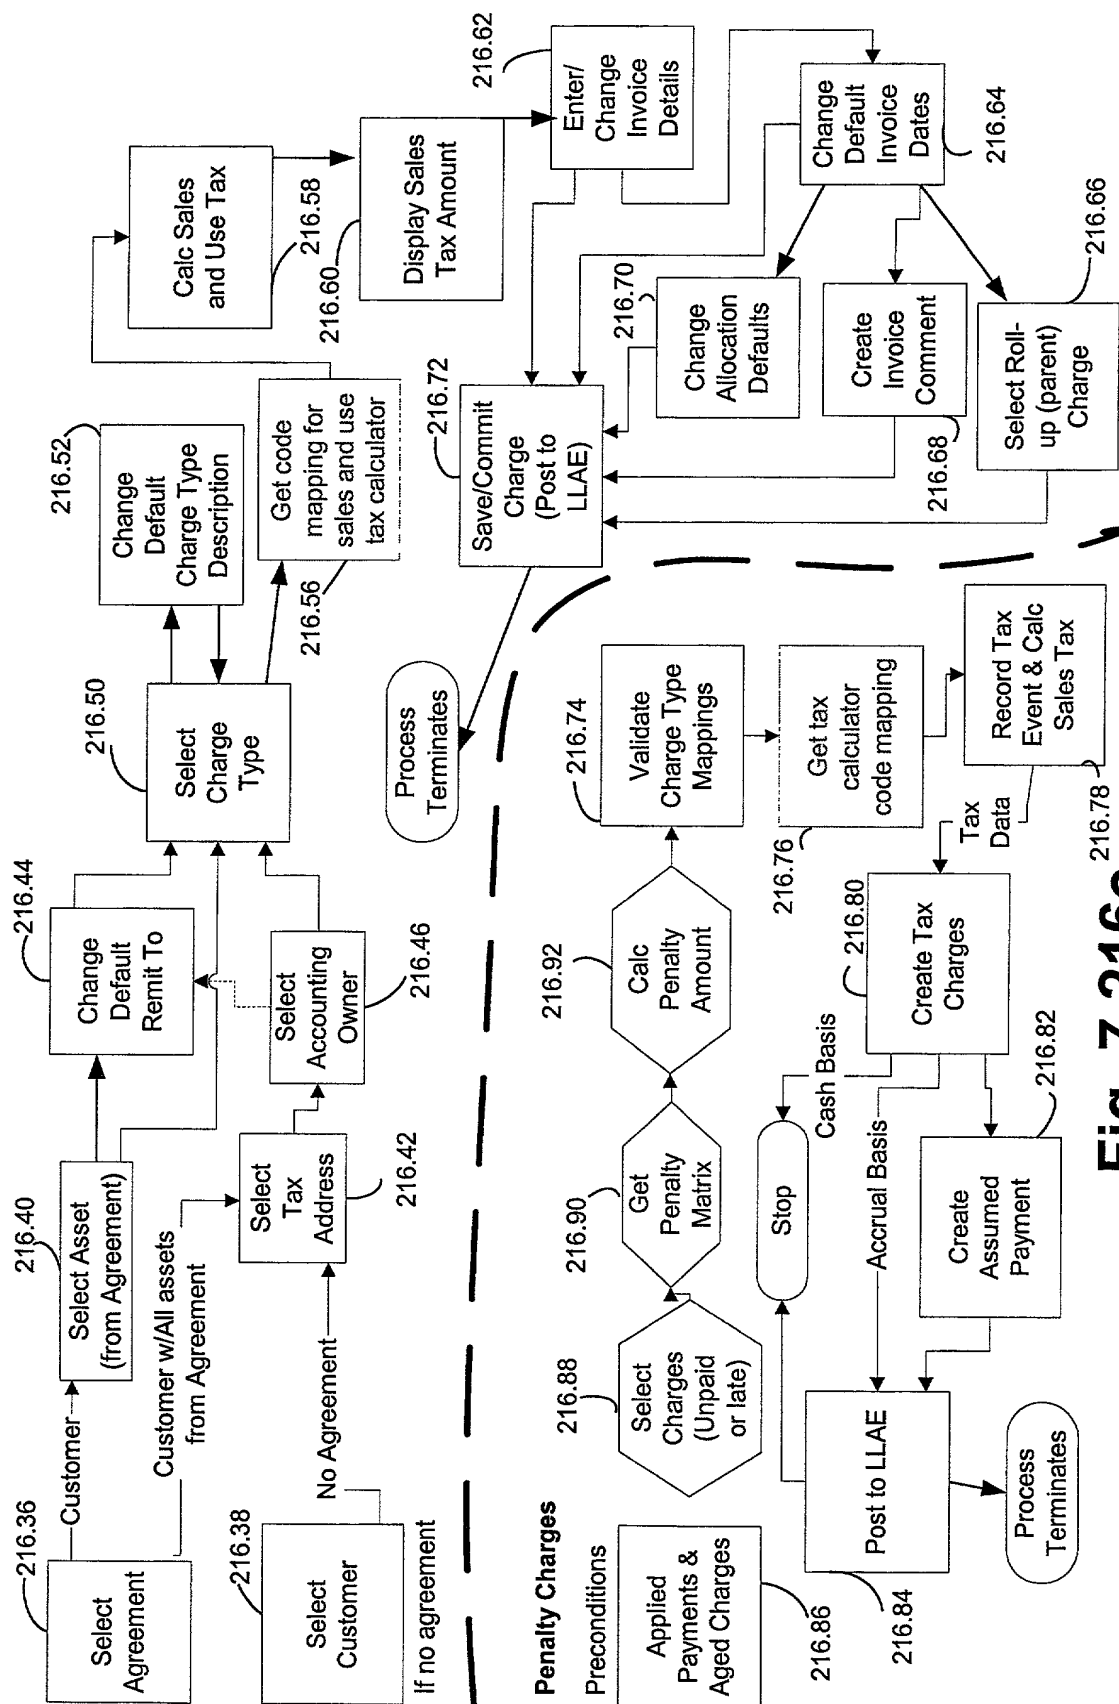 216.36
Select
Agreement
Customer
Customer w/All assets
from Agreement
216.40
Select Asset
(from Agreement)
216.44
Change
Default
Remit To
216.38
Select
Customer
If no agreement
No Agreement
Select
Tax
Address
216.42
Select
Accounting
Owner
216.46
216.50
Select
Charge
Type
216.52
Change
Default
Charge Type
Description
216.56
Get code
mapping for
sales and use
tax calculator
Calc Sales
and Use Tax
216.58
216.60
Display Sales
Tax Amount
216.62
Enter/
Change
Invoice
Details
Change
Default
Invoice
Dates
216.64
216.70
Change
Allocation
Defaults
Create
Invoice
Comment
216.68
Select Roll-
up (parent)
Charge
216.66
216.72
Save/Commit
Charge
(Post to
LLAE)
Process
Terminates
Penalty Charges
Preconditions
Applied
Payments &
Aged Charges
216.86
216.88
Select
Charges
(Unpaid
or late)
216.90
Get
Penalty
Matrix
216.92
Calc
Penalty
Amount
216.74
Validate
Charge Type
Mappings
216.76
Get tax
calculator
code mapping
Record Tax
Event & Calc
Sales Tax
216.78
Tax
Data
216.80
Create Tax
Charges
Cash Basis
Stop
Accrual Basis
216.82
Create
Assumed
Payment
Post to LLAE
216.84
Process
Terminates